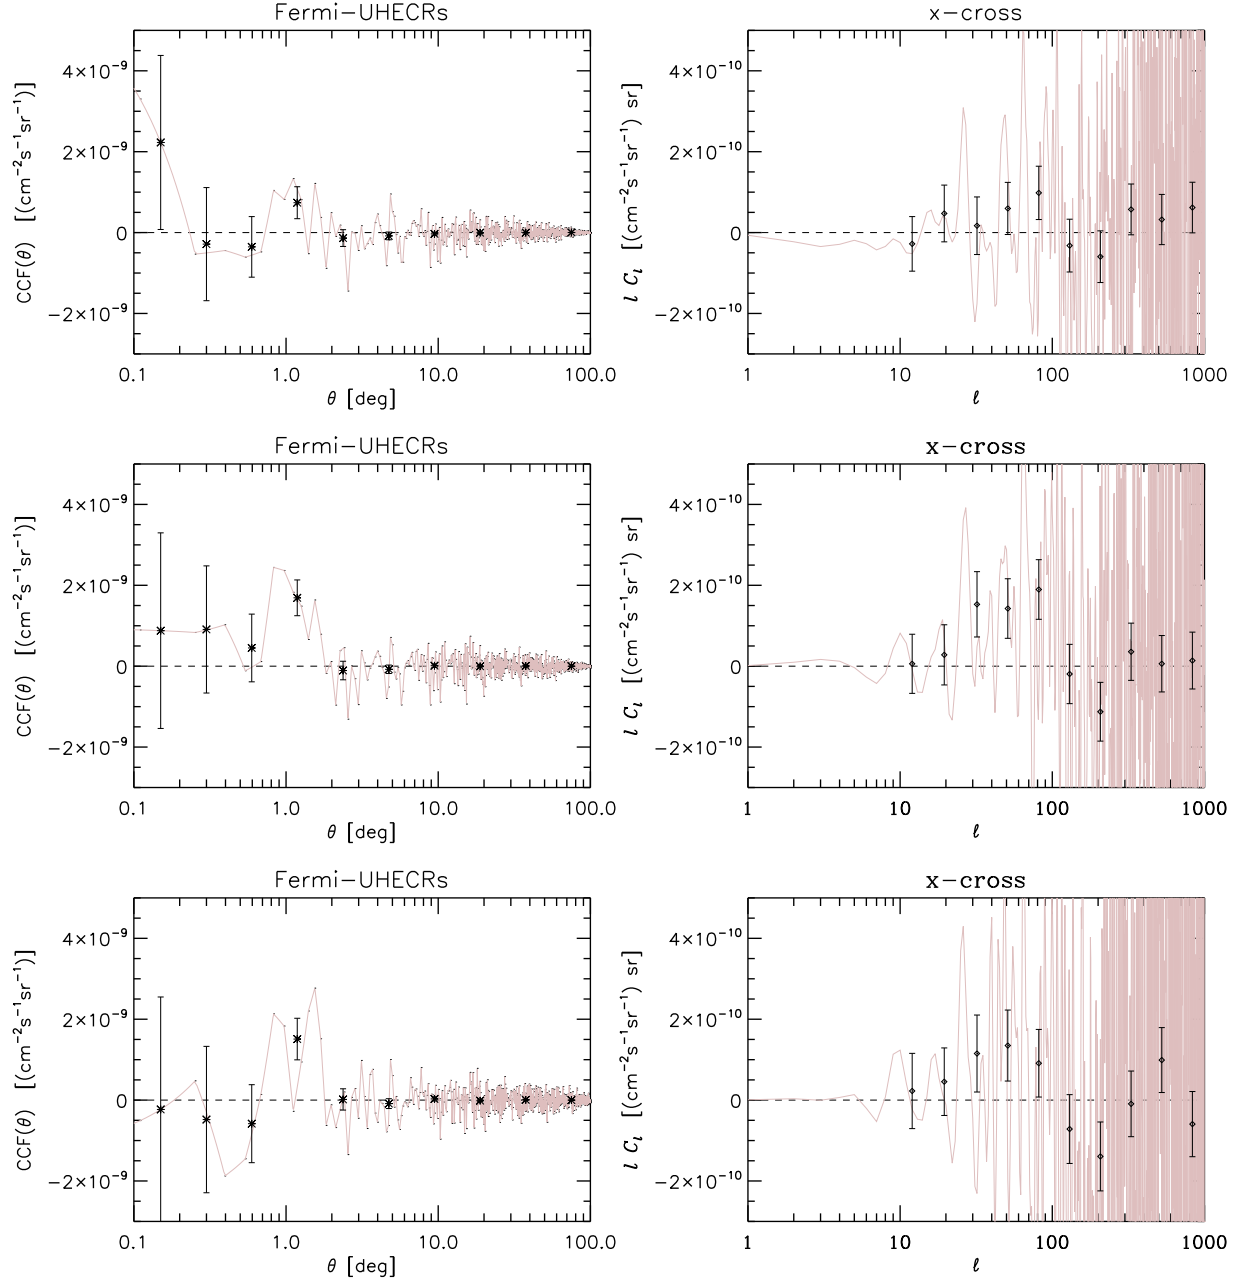 Fermi−UHECRs
x−cross
CCF(θ) [(cm⁻²s⁻¹sr⁻¹)]
4×10⁻⁹
2×10⁻⁹
0
−2×10⁻⁹
0.1 1.0 10.0 100.0
θ [deg]
l Cₗ [(cm⁻²s⁻¹sr⁻¹) sr]
4×10⁻¹⁰
2×10⁻¹⁰
0
−2×10⁻¹⁰
1 10 100 1000
ℓ
Fermi−UHECRs
x−cross
CCF(θ) [(cm⁻²s⁻¹sr⁻¹)]
4×10⁻⁹
2×10⁻⁹
0
−2×10⁻⁹
0.1 1.0 10.0 100.0
θ [deg]
l Cₗ [(cm⁻²s⁻¹sr⁻¹) sr]
4×10⁻¹⁰
2×10⁻¹⁰
0
−2×10⁻¹⁰
1 10 100 1000
ℓ
Fermi−UHECRs
x−cross
CCF(θ) [(cm⁻²s⁻¹sr⁻¹)]
4×10⁻⁹
2×10⁻⁹
0
−2×10⁻⁹
0.1 1.0 10.0 100.0
θ [deg]
l Cₗ [(cm⁻²s⁻¹sr⁻¹) sr]
4×10⁻¹⁰
2×10⁻¹⁰
0
−2×10⁻¹⁰
1 10 100 1000
ℓ